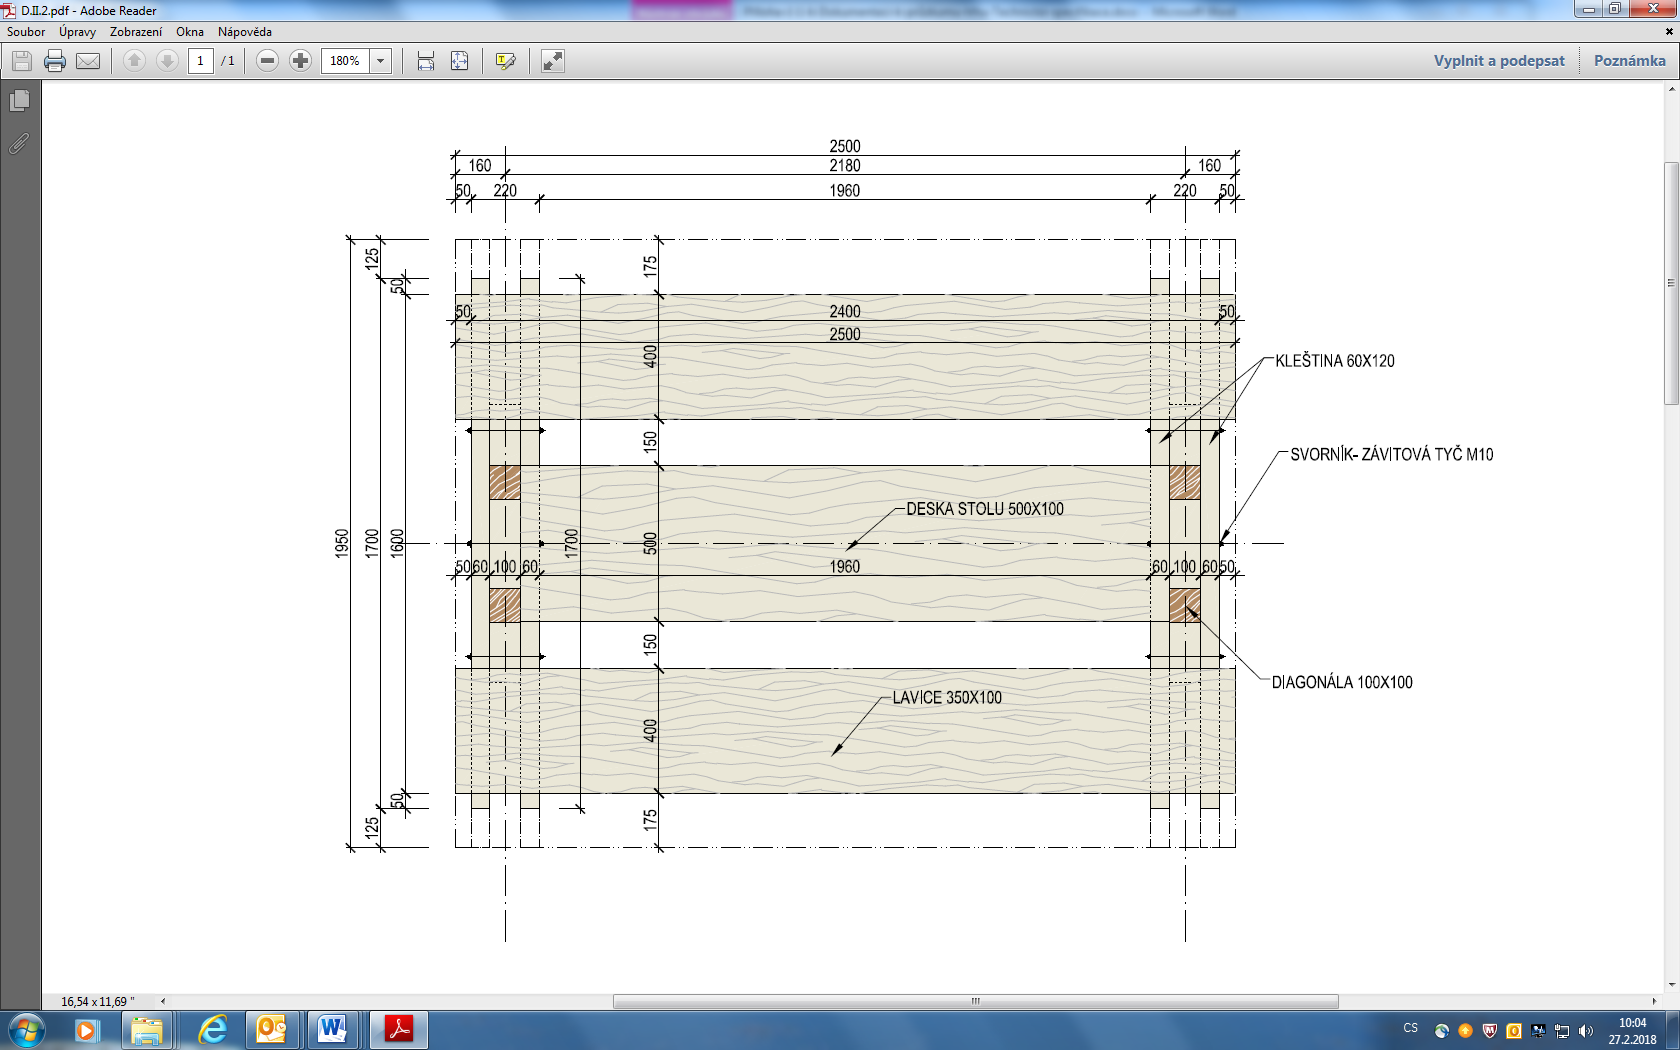 D.II.2.pdf - Adobe Reader
Soubor Úpravy Zobrazení Okna Nápověda
1 / 1 180% Vyplnit a podepsat Poznámka
2500
160 2180 160
50 220 1960 220 50
125
50
175
50 2400 50
2500
400
KLEŠTINA 60X120
150
SVORNÍK- ZÁVITOVÁ TYČ M10
DESKA STOLU 500X100
1950 1700 1600 1700 500
50 60 100 60 1960 60 100 60 50
150
DIAGONÁLA 100X100
LAVICE 350X100
400
50
125
175
16,54 x 11,69 "
CS 10:04
27.2.2018